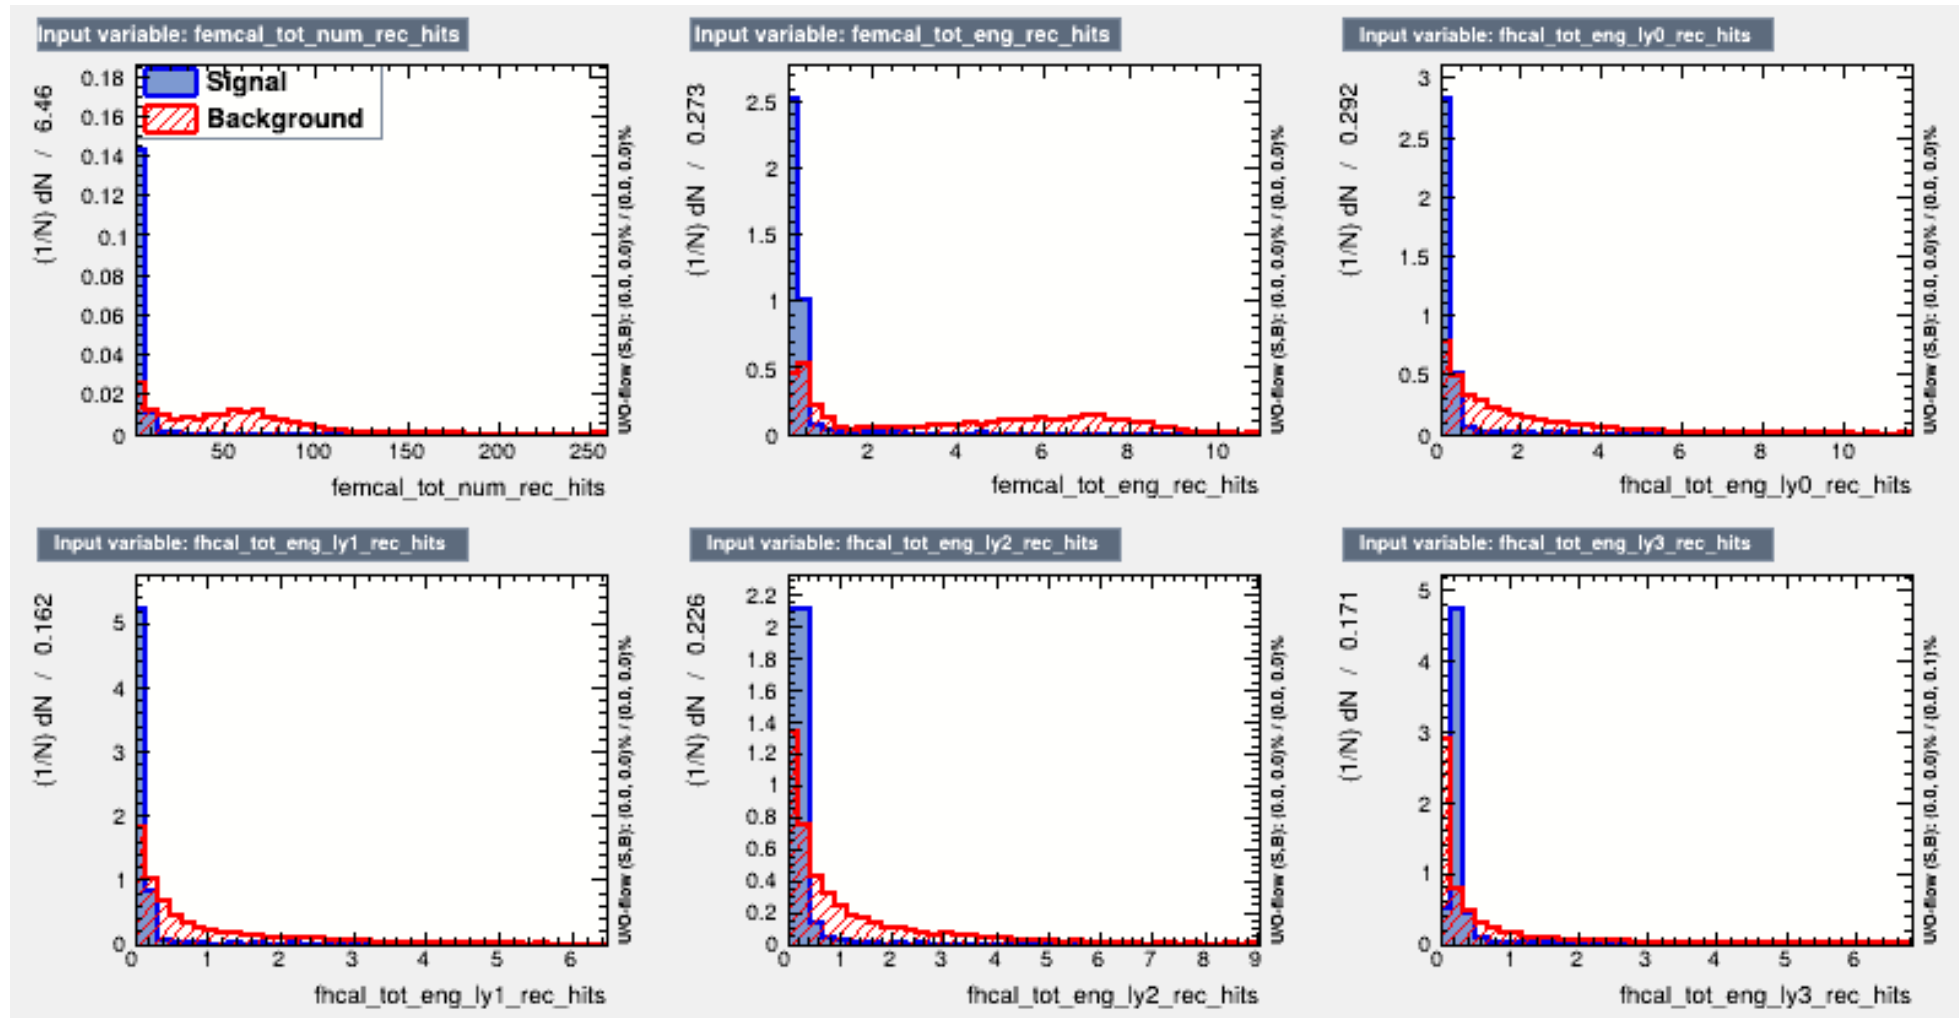 Input variable: femcal_tot_num_rec_hits
(1/N) dN / 6.46
0.18
0.16
0.14
0.12
0.1
0.08
0.06
0.04
0.02
0
Signal
Background
50 100 150 200 250
femcal_tot_num_rec_hits
U/O-flow (S,B): (0.0, 0.0)% / (0.0, 0.0)%
Input variable: femcal_tot_eng_rec_hits
(1/N) dN / 0.273
2.5
2
1.5
1
0.5
0
2 4 6 8 10
femcal_tot_eng_rec_hits
U/O-flow (S,B): (0.0, 0.0)% / (0.0, 0.0)%
Input variable: fhcal_tot_eng_ly0_rec_hits
(1/N) dN / 0.292
3
2.5
2
1.5
1
0.5
0
0 2 4 6 8 10
fhcal_tot_eng_ly0_rec_hits
U/O-flow (S,B): (0.0, 0.0)% / (0.0, 0.0)%
Input variable: fhcal_tot_eng_ly1_rec_hits
(1/N) dN / 0.162
5
4
3
2
1
0
0 1 2 3 4 5 6
fhcal_tot_eng_ly1_rec_hits
U/O-flow (S,B): (0.0, 0.0)% / (0.0, 0.0)%
Input variable: fhcal_tot_eng_ly2_rec_hits
(1/N) dN / 0.226
2.2
2
1.8
1.6
1.4
1.2
1
0.8
0.6
0.4
0.2
0
0 1 2 3 4 5 6 7 8 9
fhcal_tot_eng_ly2_rec_hits
U/O-flow (S,B): (0.0, 0.0)% / (0.0, 0.0)%
Input variable: fhcal_tot_eng_ly3_rec_hits
(1/N) dN / 0.171
5
4
3
2
1
0
0 1 2 3 4 5 6
fhcal_tot_eng_ly3_rec_hits
U/O-flow (S,B): (0.0, 0.0)% / (0.0, 0.1)%